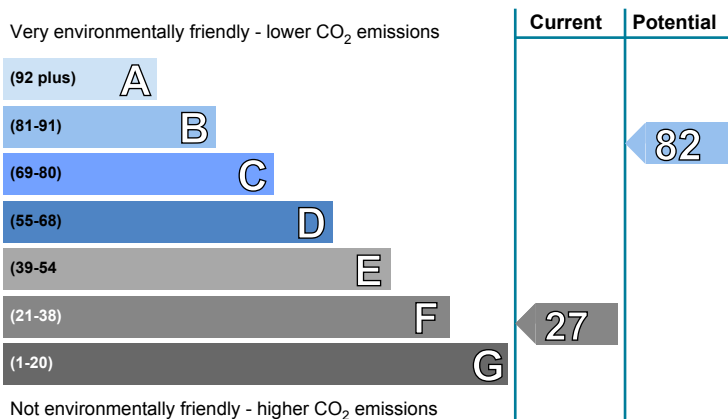 Current Potential
Very environmentally friendly - lower CO2 emissions
(92 plus) A
(81-91) B
82
(69-80) C
(55-68) D
(39-54 E
(21-38) F
27
(1-20) G
Not environmentally friendly - higher CO2 emissions